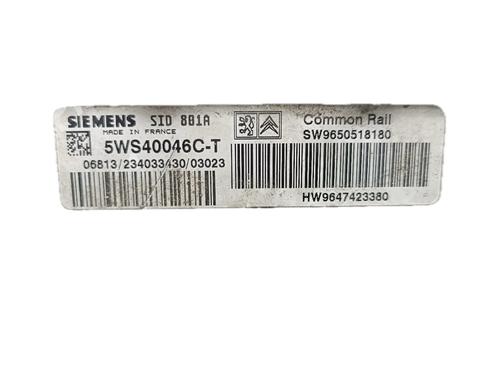 SIEMENS SID 801A
MADE IN FRANCE
5WS40046C-T
06813/234033430/03023
Common Rail
SW9650518180
HW9647423380